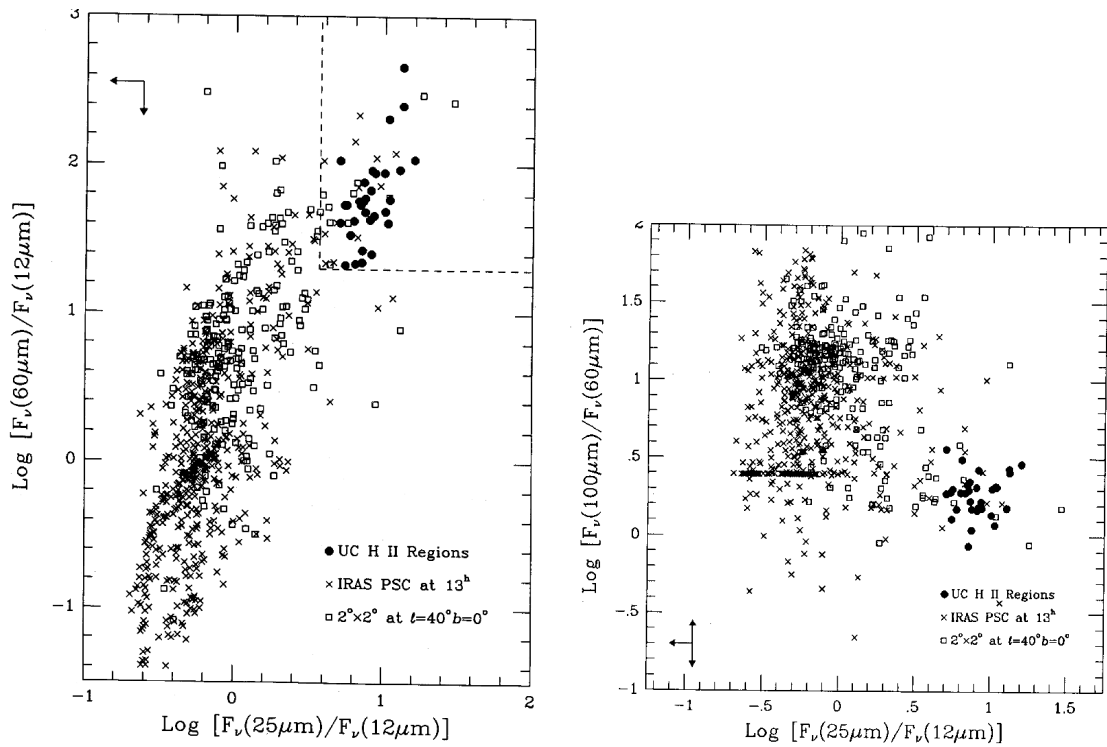 3
2
1
0
−1
−1
0
1
2
Log [F_ν(60μm)/F_ν(12μm)]
Log [F_ν(25μm)/F_ν(12μm)]
● UC H II Regions
× IRAS PSC at 13^h
□ 2°×2° at ℓ=40°b=0°
2
1.5
1
.5
0
−.5
−1
−1
−.5
0
.5
1
1.5
Log [F_ν(100μm)/F_ν(60μm)]
Log [F_ν(25μm)/F_ν(12μm)]
● UC H II Regions
× IRAS PSC at 13^h
□ 2°×2° at ℓ=40°b=0°